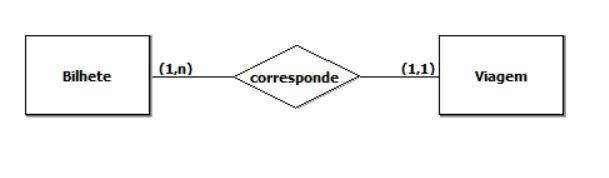 Bilhete (1,n) corresponde (1,1) Viagem